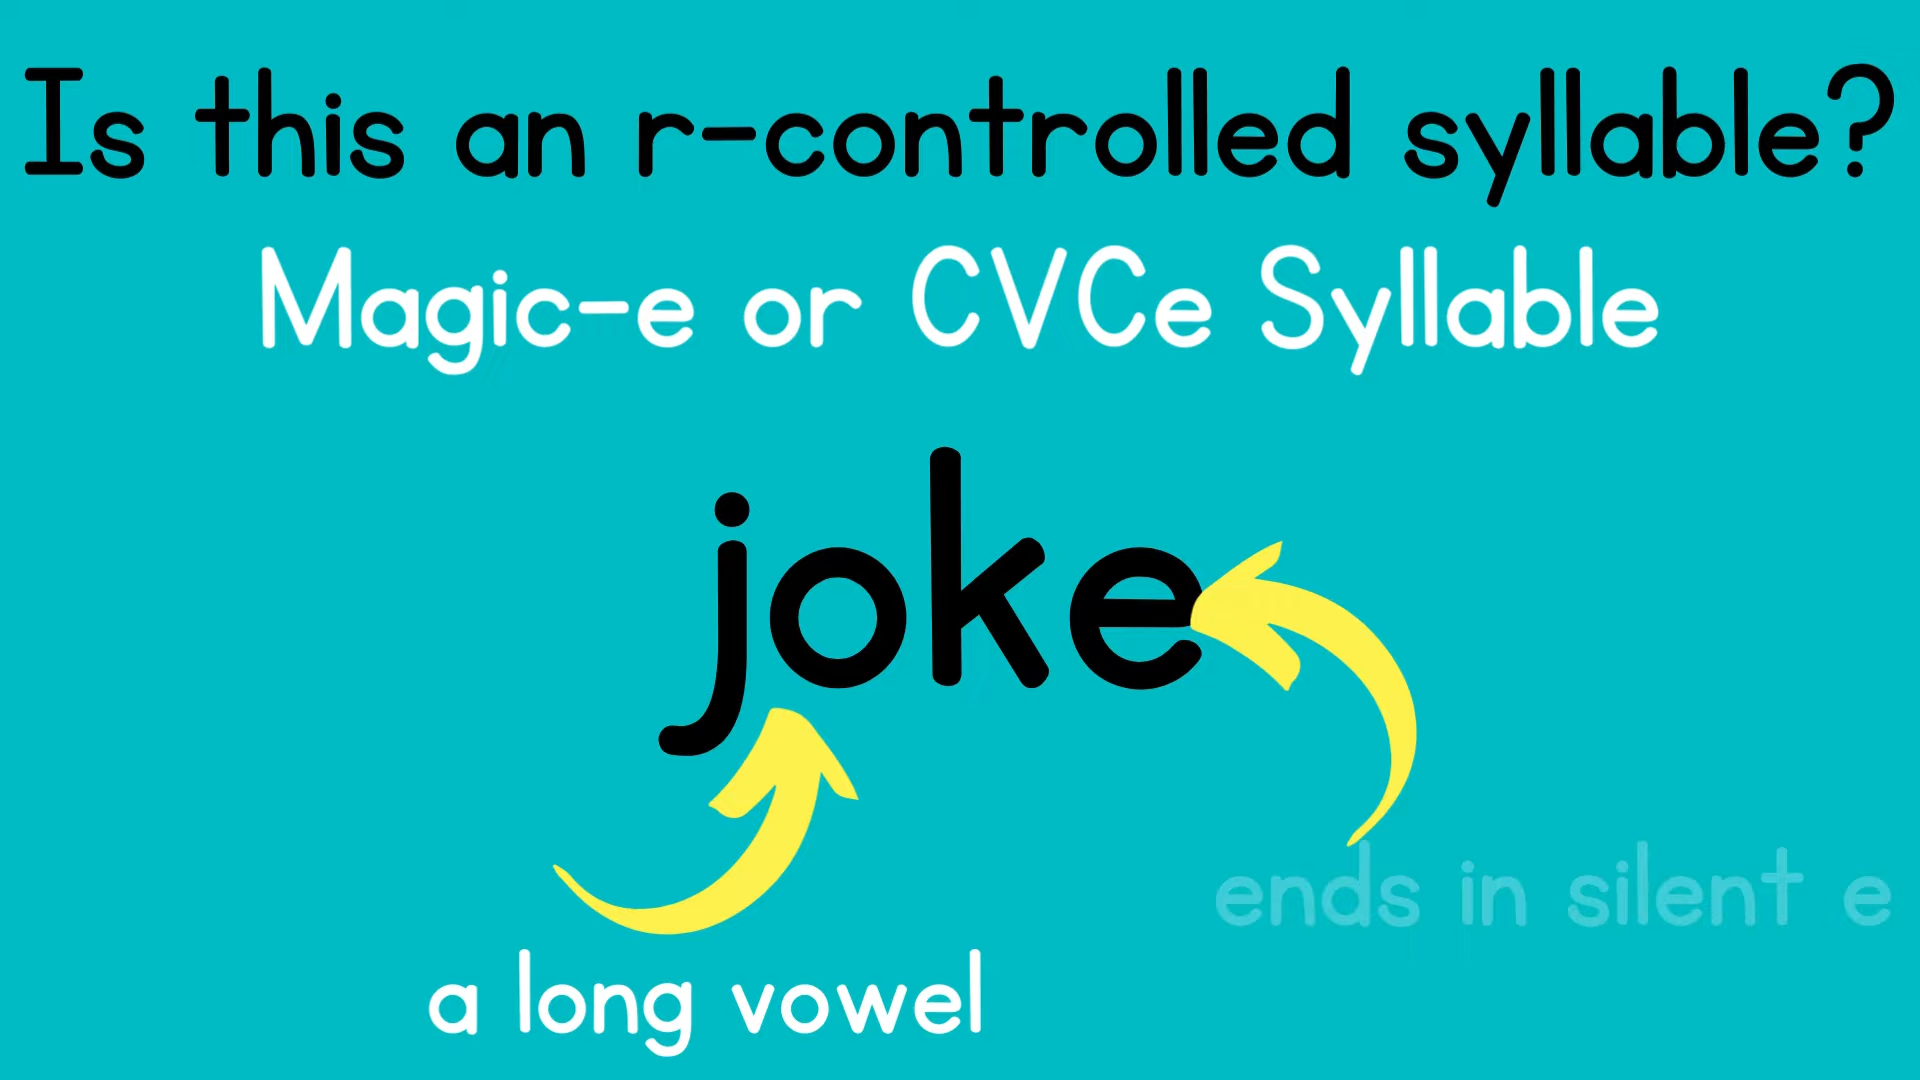 Is this an r-controlled syllable?
Magic-e or CVCe Syllable
joke
ends in silent e
a long vowel